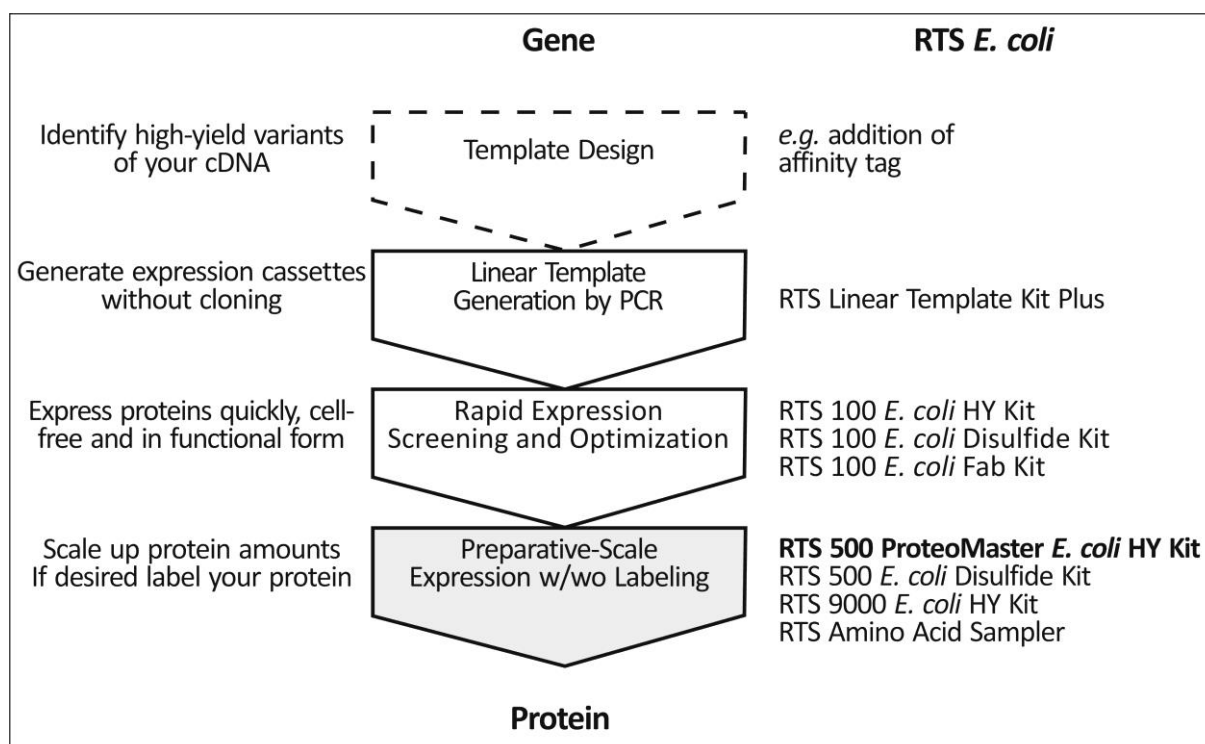 Gene
RTS E. coli
Identify high-yield variants
of your cDNA
Template Design
e.g. addition of
affinity tag
Generate expression cassettes
without cloning
Linear Template
Generation by PCR
RTS Linear Template Kit Plus
Express proteins quickly, cell-
free and in functional form
Rapid Expression
Screening and Optimization
RTS 100 E. coli HY Kit
RTS 100 E. coli Disulfide Kit
RTS 100 E. coli Fab Kit
Scale up protein amounts
If desired label your protein
Preparative-Scale
Expression w/wo Labeling
RTS 500 ProteoMaster E. coli HY Kit
RTS 500 E. coli Disulfide Kit
RTS 9000 E. coli HY Kit
RTS Amino Acid Sampler
Protein